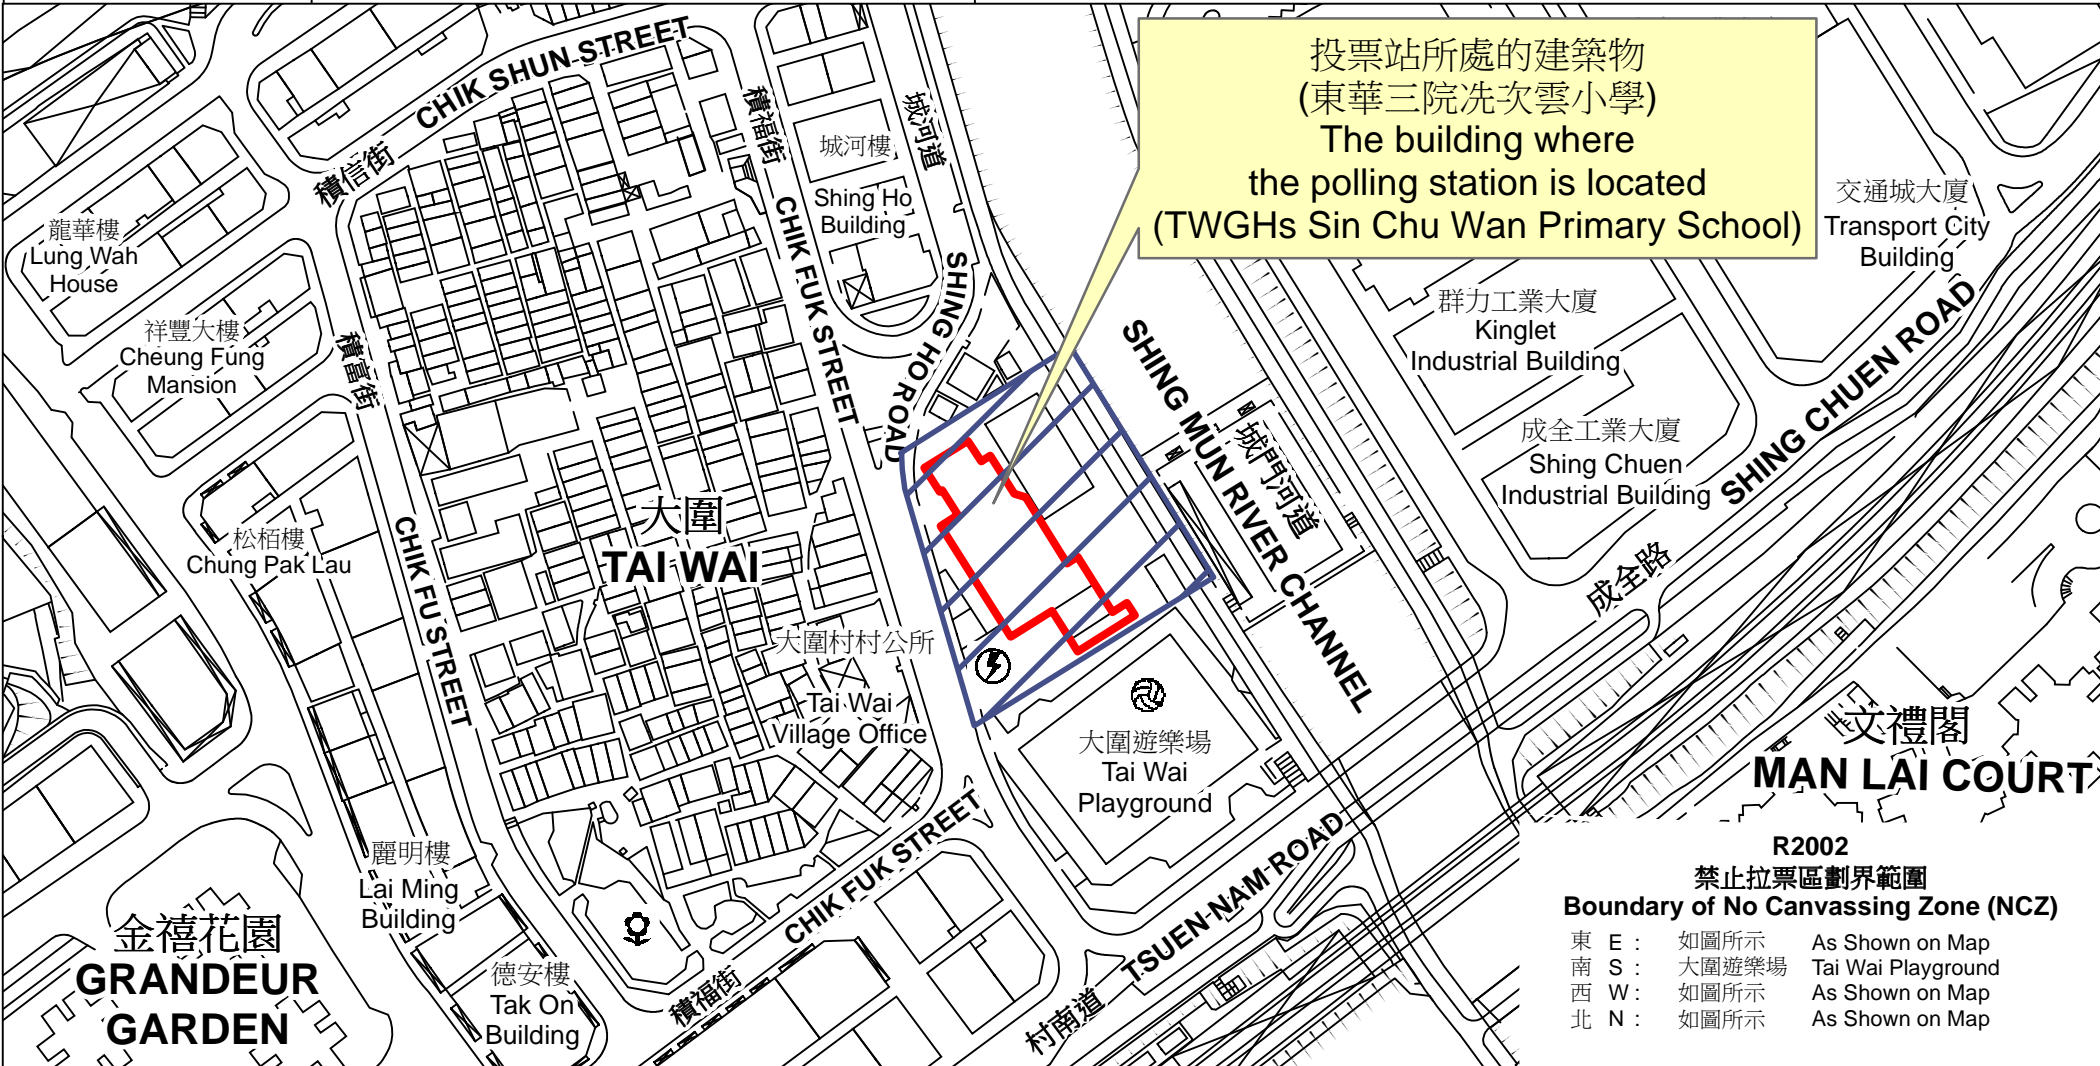 投票站所處的建築物
(東華三院冼次雲小學)
The building where
the polling station is located
(TWGHs Sin Chu Wan Primary School)
CHIK SHUN STREET
積信街
積福街
CHIK FUK STREET
城河道
SHING HO ROAD
城河樓
Shing Ho
Building
龍華樓
Lung Wah
House
祥豐大樓
Cheung Fung
Mansion
積富街
CHIK FU STREET
松栢樓
Chung Pak Lau
大圍
TAI WAI
大圍村村公所
Tai Wai
Village Office
SHING MUN RIVER CHANNEL
城門河道
交通城大廈
Transport City
Building
群力工業大廈
Kinglet
Industrial Building
成全工業大廈
Shing Chuen
Industrial Building
SHING CHUEN ROAD
成全路
大圍遊樂場
Tai Wai
Playground
文禮閣
MAN LAI COURT
麗明樓
Lai Ming
Building
金禧花園
GRANDEUR
GARDEN
德安樓
Tak On
Building
CHIK FUK STREET
積福街
TSUEN NAM ROAD
村南道
R2002
禁止拉票區劃界範圍
Boundary of No Canvassing Zone (NCZ)
東 E : 如圖所示 As Shown on Map
南 S : 大圍遊樂場 Tai Wai Playground
西 W : 如圖所示 As Shown on Map
北 N : 如圖所示 As Shown on Map